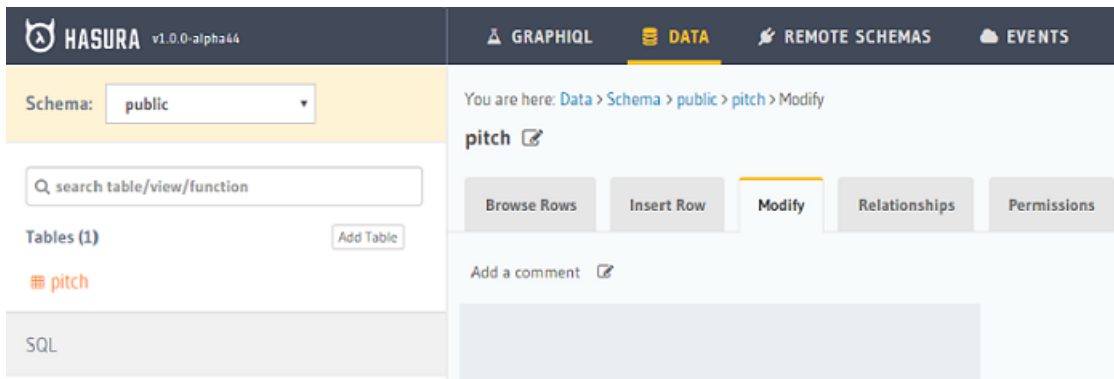 HASURA v1.0.0-alpha44
GRAPHIQL DATA REMOTE SCHEMAS EVENTS
Schema: public
You are here: Data > Schema > public > pitch > Modify
pitch
search table/view/function
Browse Rows Insert Row Modify Relationships Permissions
Tables (1) Add Table
pitch
Add a comment
SQL